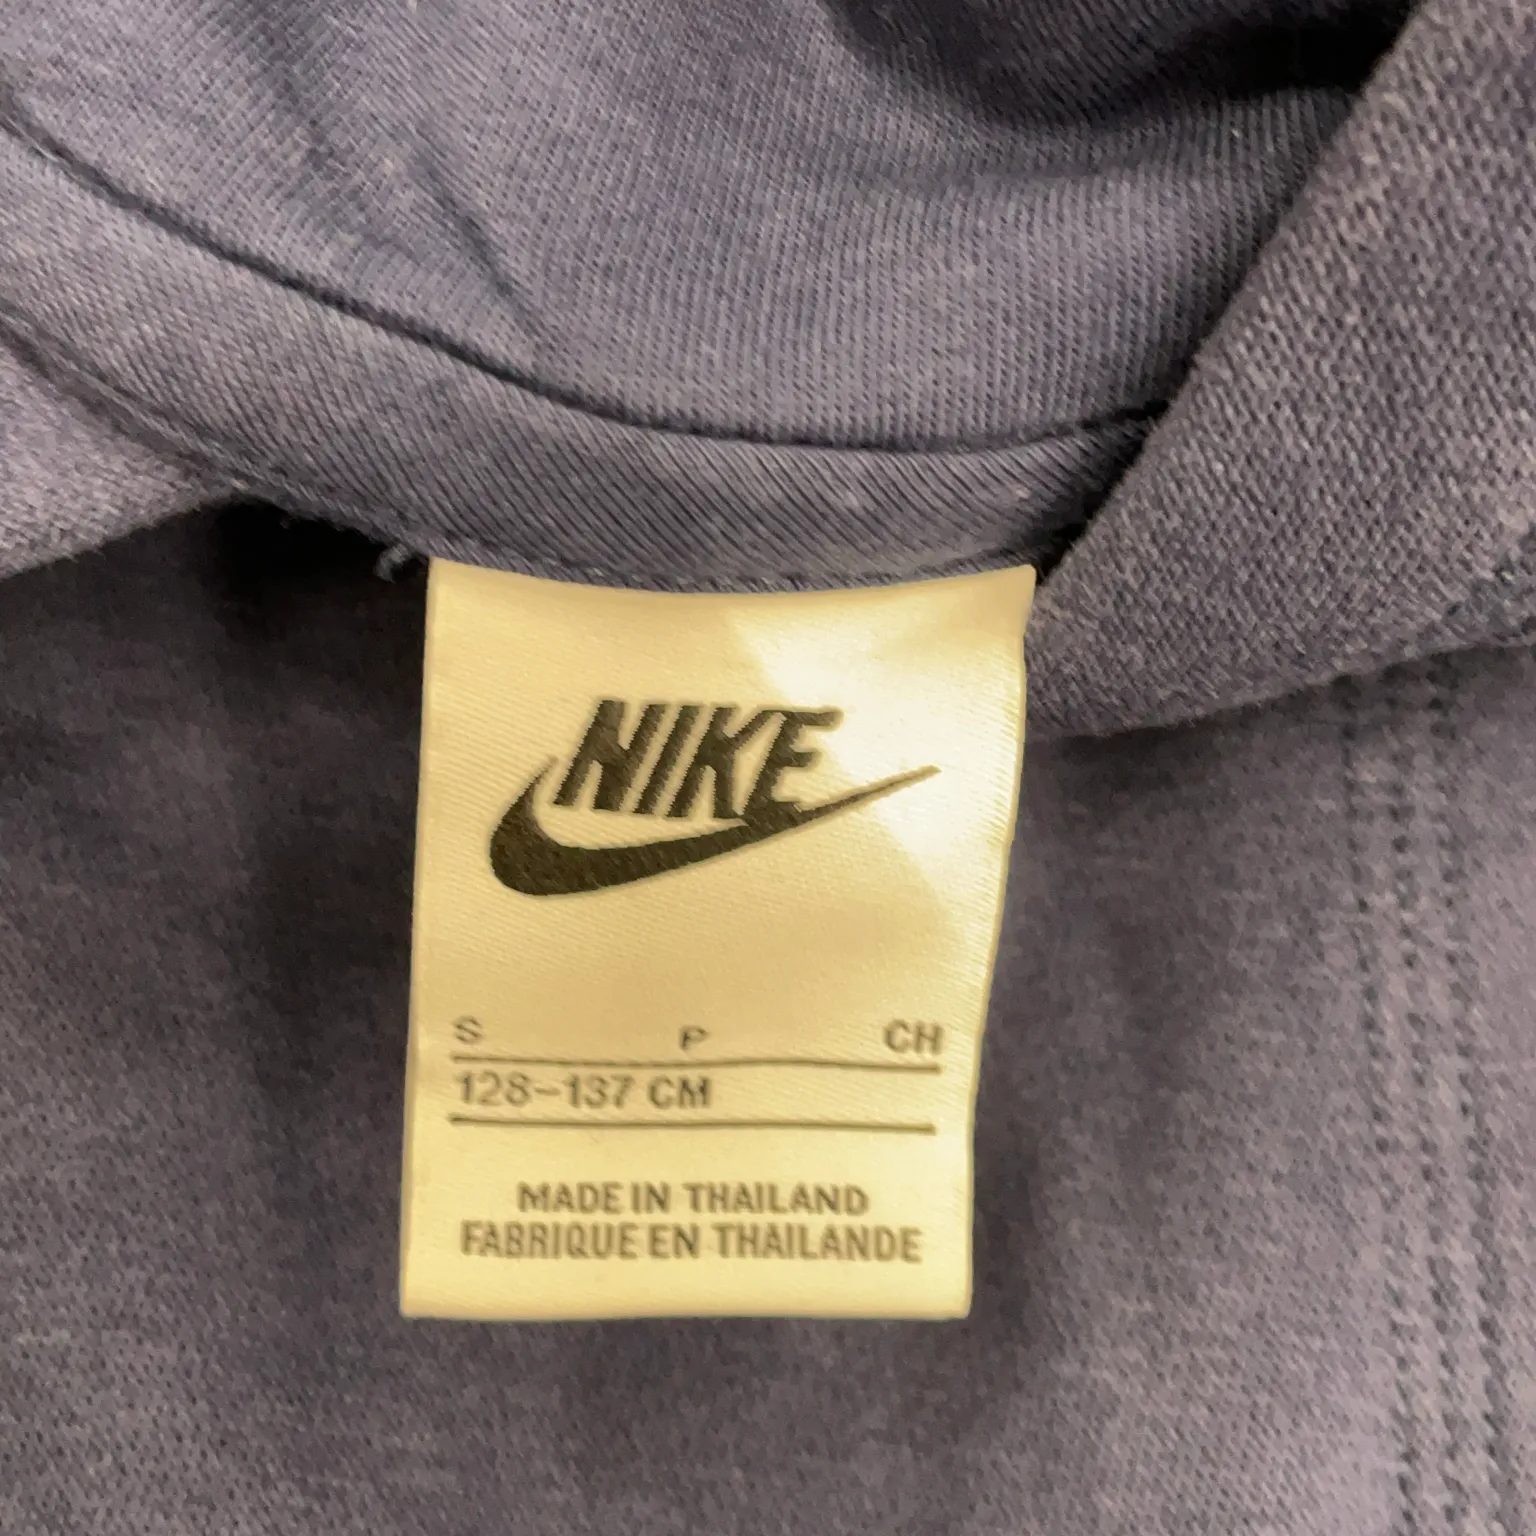 NIKE
S P CH
128-137 CM
MADE IN THAILAND
FABRIQUE EN THAILANDE